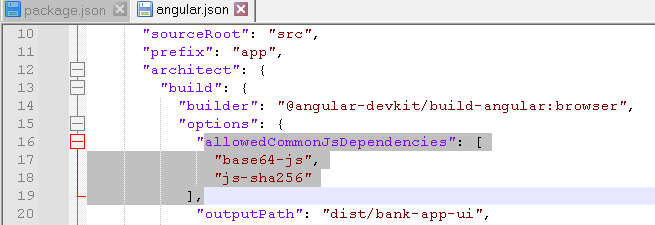 package.json angular.json
10 "sourceRoot": "src",
11 "prefix": "app",
12 "architect": {
13 "build": {
14 "builder": "@angular-devkit/build-angular:browser",
15 "options": {
16 "allowedCommonJsDependencies": [
17 "base64-js",
18 "js-sha256"
19 ],
20 "outputPath": "dist/bank-app-ui",